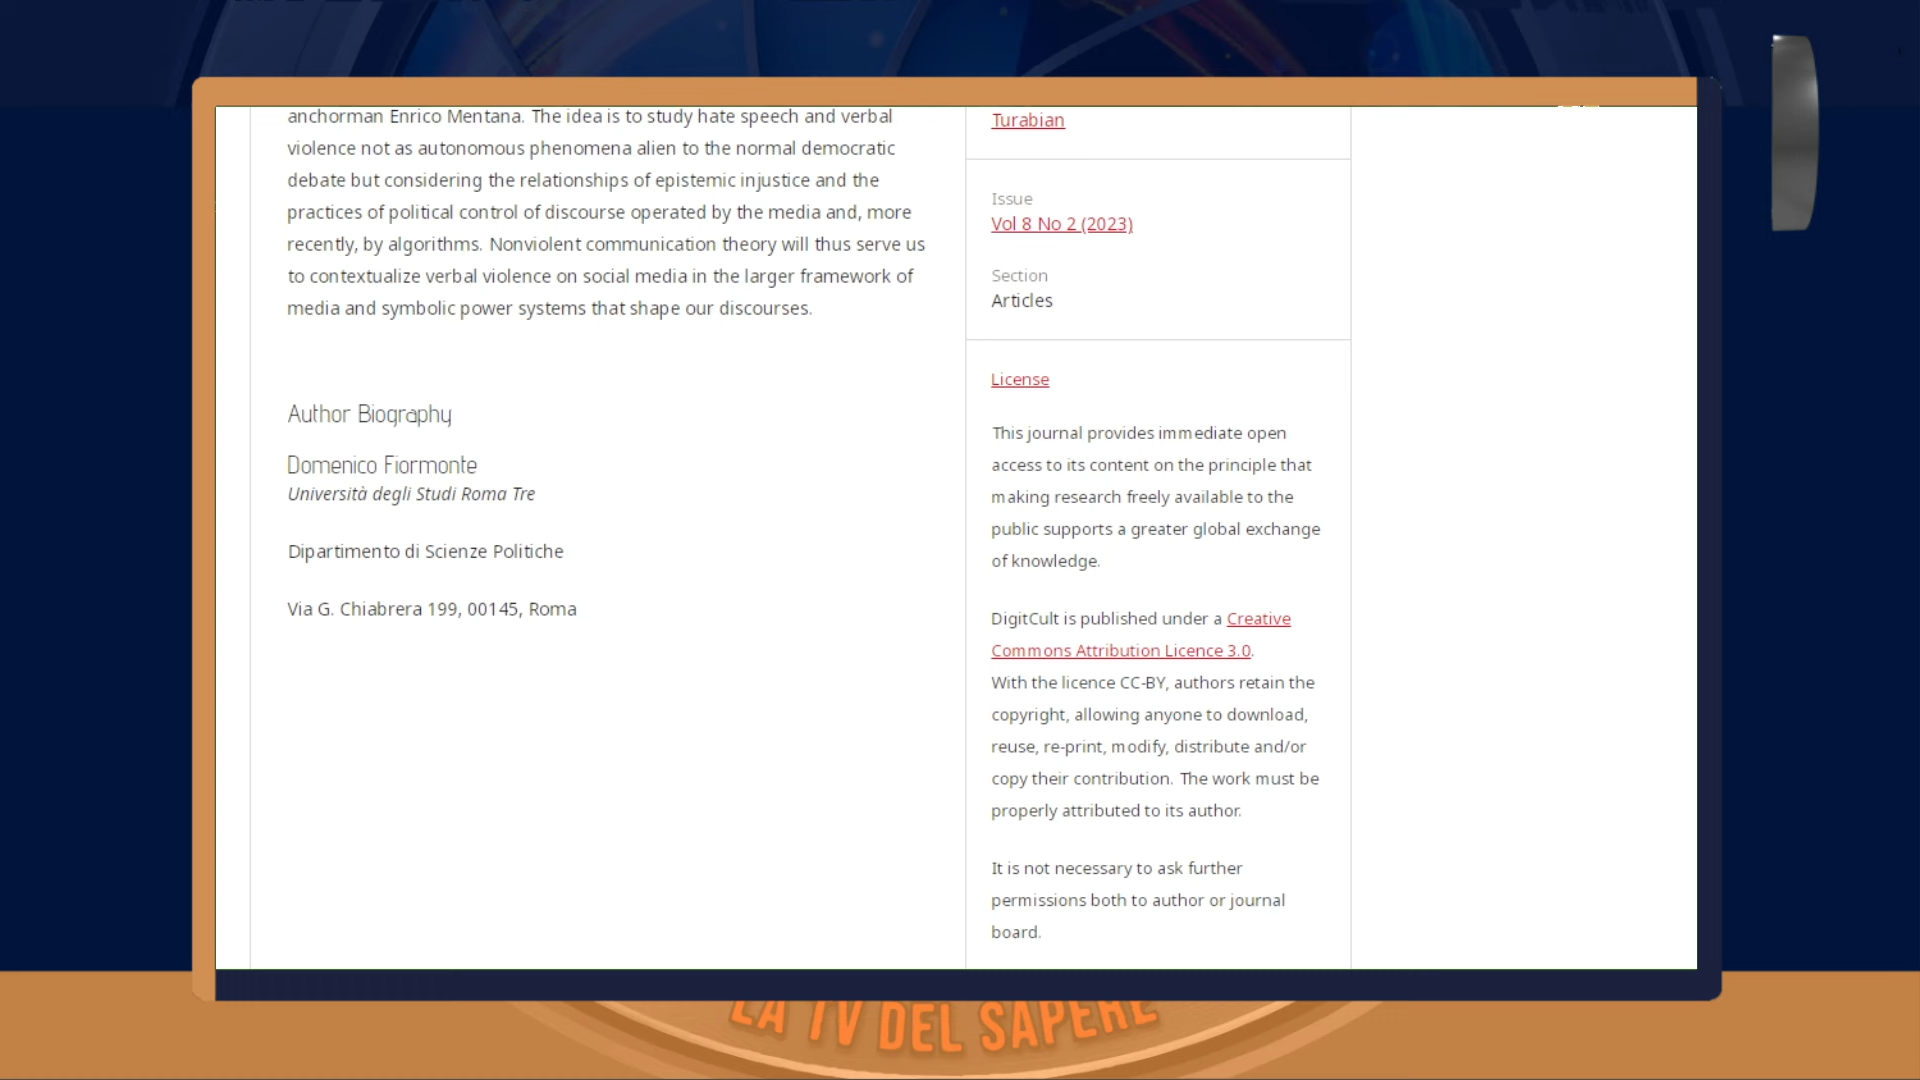 anchorman Enrico Mentana. The idea is to study hate speech and verbal
violence not as autonomous phenomena alien to the normal democratic
debate but considering the relationships of epistemic injustice and the
practices of political control of discourse operated by the media and, more
recently, by algorithms. Nonviolent communication theory will thus serve us
to contextualize verbal violence on social media in the larger framework of
media and symbolic power systems that shape our discourses.
Author Biography
Domenico Fiormonte
Università degli Studi Roma Tre
Dipartimento di Scienze Politiche
Via G. Chiabrera 199, 00145, Roma
Turabian
Issue
Vol 8 No 2 (2023)
Section
Articles
License
This journal provides immediate open
access to its content on the principle that
making research freely available to the
public supports a greater global exchange
of knowledge.
DigitCult is published under a Creative
Commons Attribution Licence 3.0.
With the licence CC-BY, authors retain the
copyright, allowing anyone to download,
reuse, re-print, modify, distribute and/or
copy their contribution. The work must be
properly attributed to its author.
It is not necessary to ask further
permissions both to author or journal
board.
LA TV DEL SAPERE